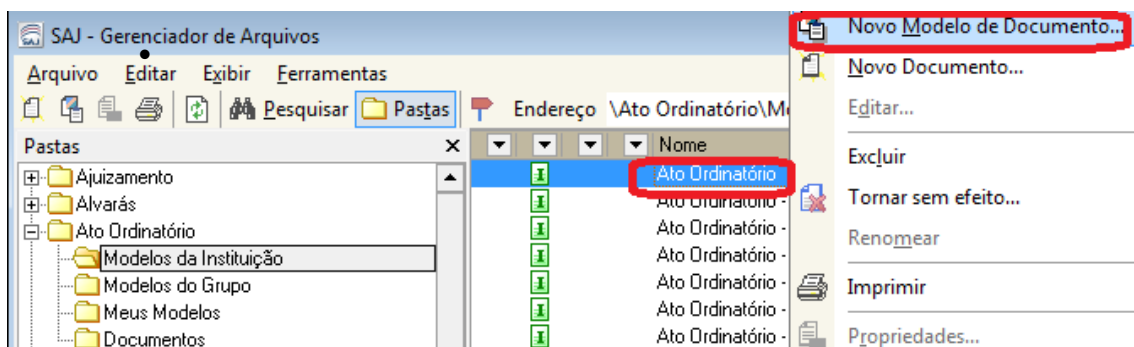 SAJ - Gerenciador de Arquivos
Arquivo Editar Exibir Ferramentas
Pesquisar Pastas Endereço \Ato Ordinatório\M
Pastas x
Nome
Ajuizamento
Alvarás
Ato Ordinatório
Modelos da Instituição
Modelos do Grupo
Meus Modelos
Documentos
Ato Ordinatório
Ato Ordinatório -
Ato Ordinatório -
Ato Ordinatório -
Ato Ordinatório -
Ato Ordinatório -
Ato Ordinatório -
Novo Modelo de Documento...
Novo Documento...
Editar...
Excluir
Tornar sem efeito...
Renomear
Imprimir
Propriedades...